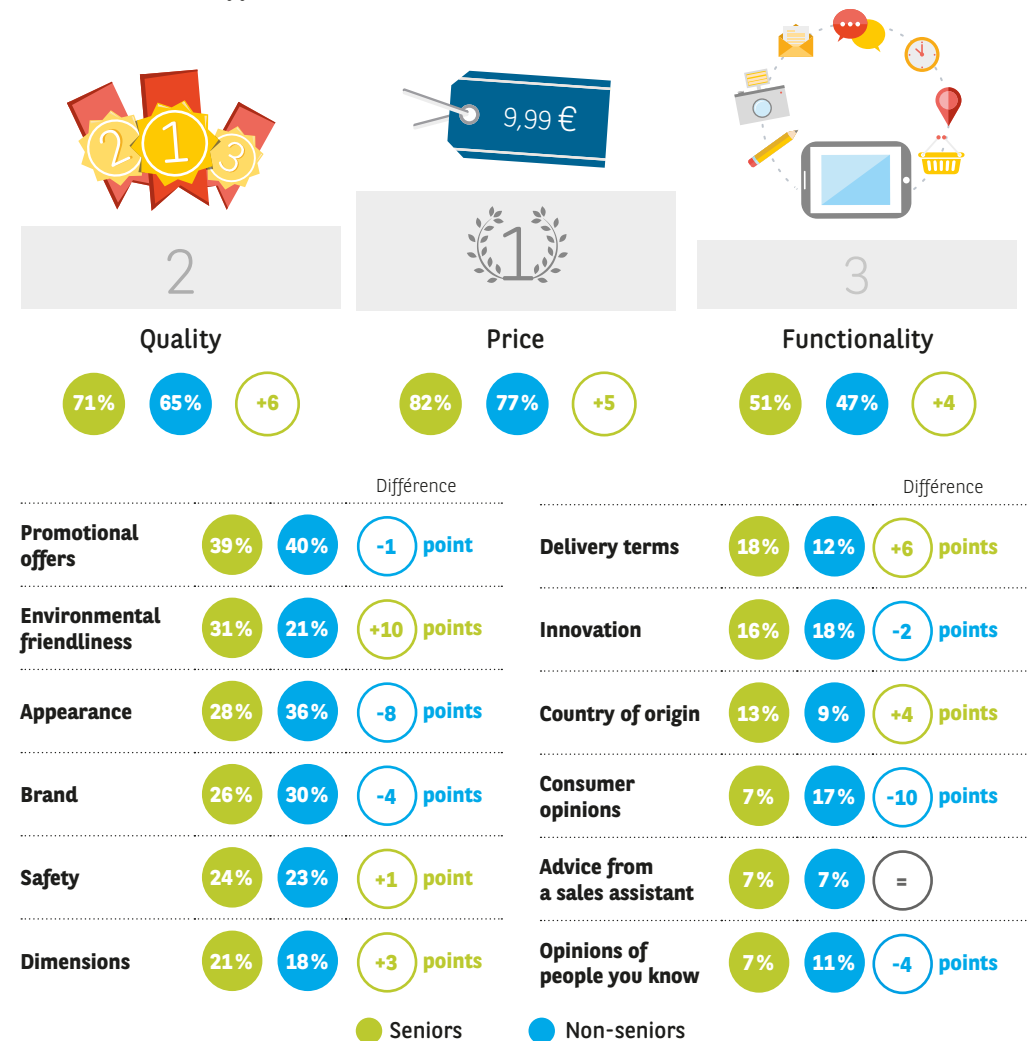 2
1
3
9,99 €
2
1
3
Quality
Price
Functionality
71%
65%
+6
82%
77%
+5
51%
47%
+4
Différence
Promotional
offers
39%
40%
-1
point
Environmental
friendliness
31%
21%
+10
points
Appearance
28%
36%
-8
points
Brand
26%
30%
-4
points
Safety
24%
23%
+1
point
Dimensions
21%
18%
+3
points
Différence
Delivery terms
18%
12%
+6
points
Innovation
16%
18%
-2
points
Country of origin
13%
9%
+4
points
Consumer
opinions
7%
17%
-10
points
Advice from
a sales assistant
7%
7%
=
Opinions of
people you know
7%
11%
-4
points
Seniors
Non-seniors